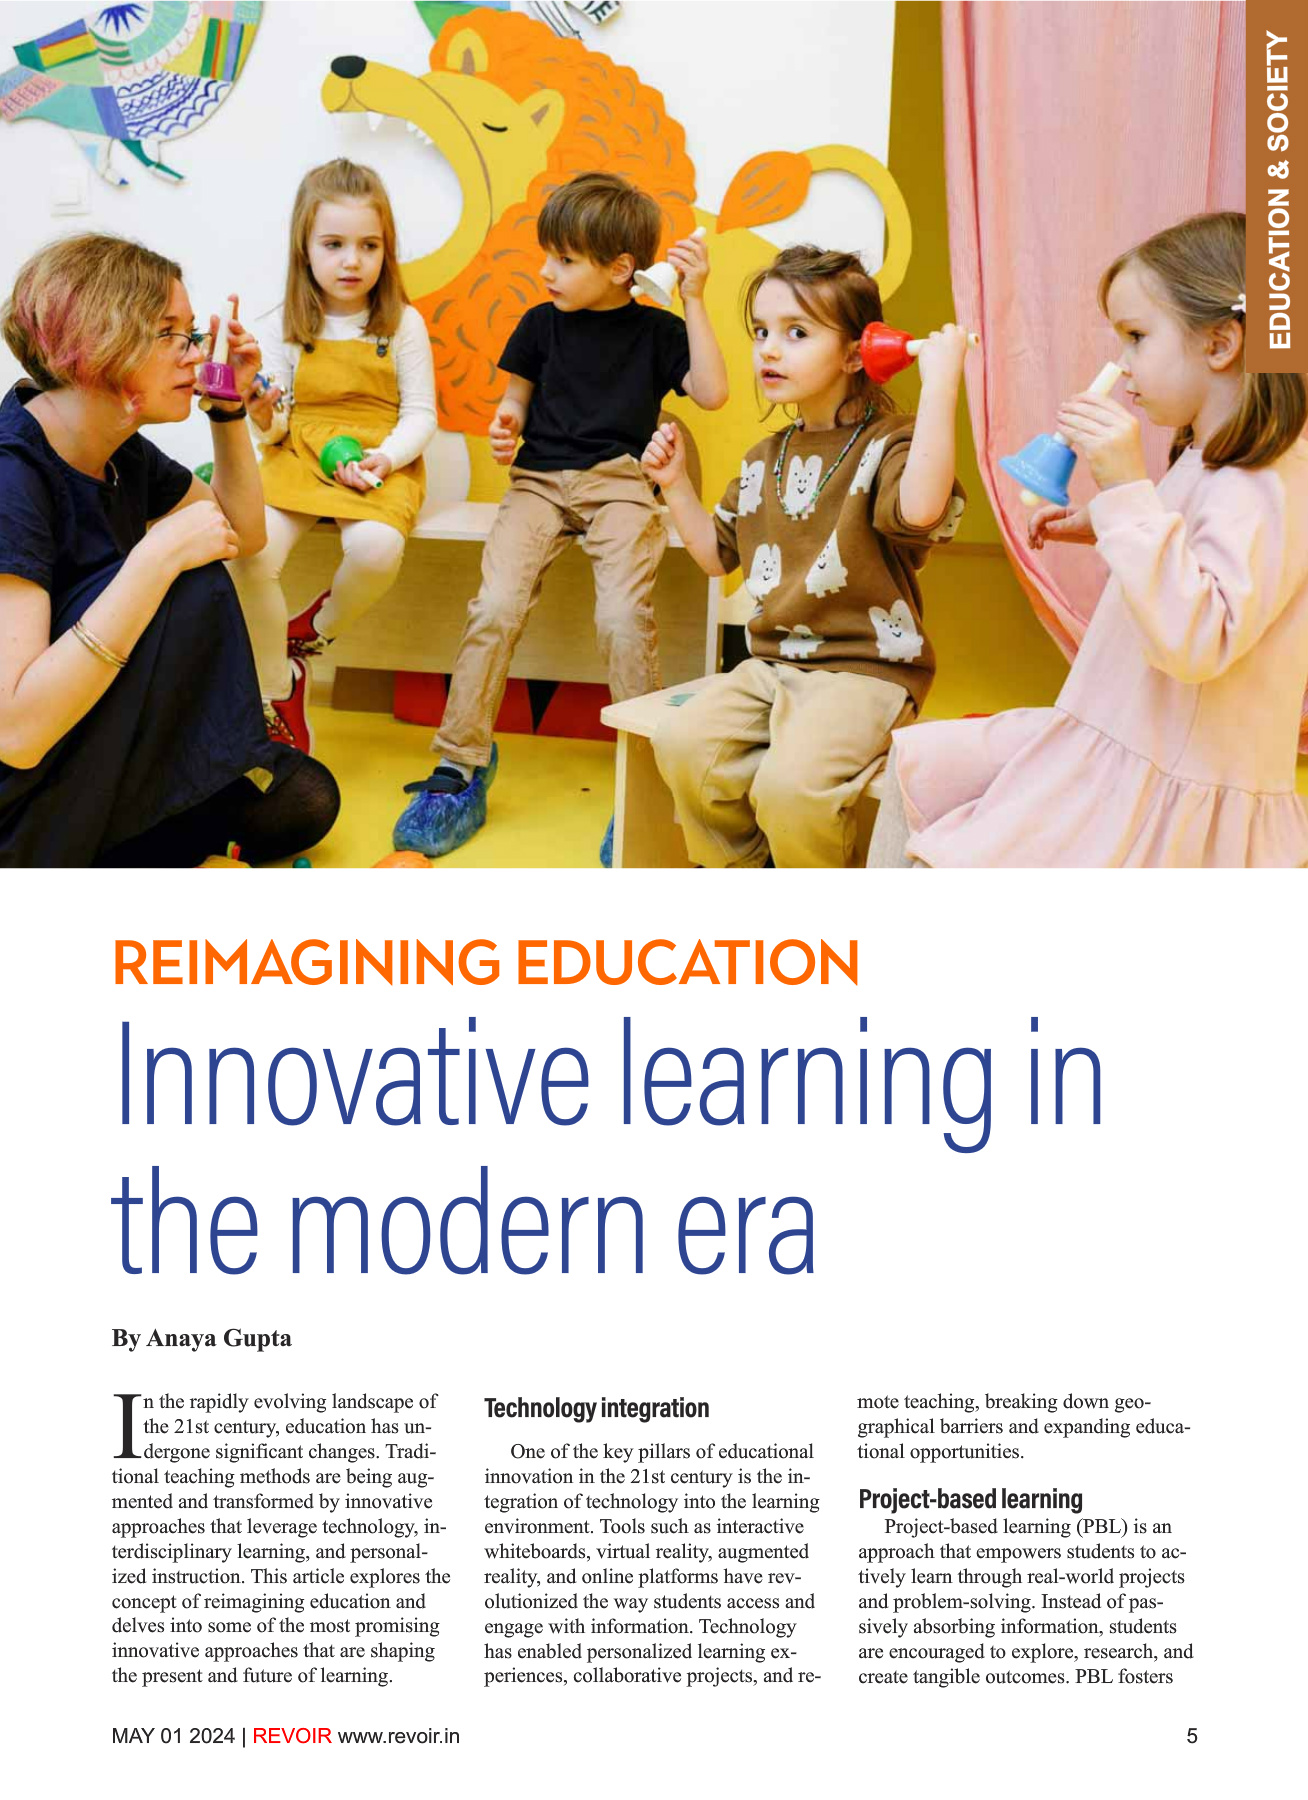 EDUCATION & SOCIETY
REIMAGINING EDUCATION
Innovative learning in
the modern era
By Anaya Gupta
In the rapidly evolving landscape of
the 21st century, education has un-
dergone significant changes. Tradi-
tional teaching methods are being aug-
mented and transformed by innovative
approaches that leverage technology, in-
terdisciplinary learning, and personal-
ized instruction. This article explores the
concept of reimagining education and
delves into some of the most promising
innovative approaches that are shaping
the present and future of learning.
Technology integration
One of the key pillars of educational
innovation in the 21st century is the in-
tegration of technology into the learning
environment. Tools such as interactive
whiteboards, virtual reality, augmented
reality, and online platforms have rev-
olutionized the way students access and
engage with information. Technology
has enabled personalized learning ex-
periences, collaborative projects, and re-
mote teaching, breaking down geo-
graphical barriers and expanding educa-
tional opportunities.
Project-based learning
Project-based learning (PBL) is an
approach that empowers students to ac-
tively learn through real-world projects
and problem-solving. Instead of pas-
sively absorbing information, students
are encouraged to explore, research, and
create tangible outcomes. PBL fosters
MAY 01 2024 | REVOIR www.revoir.in
5